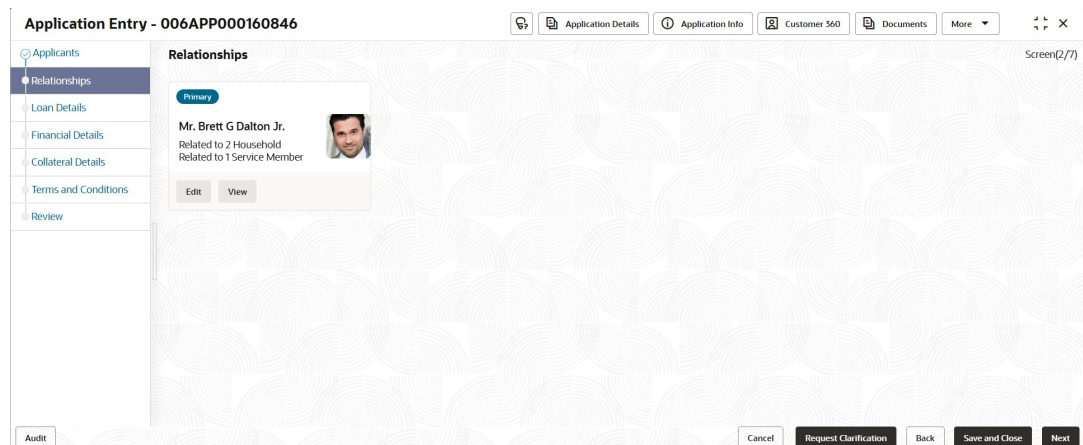 Application Entry - 006APP000160846
Application Details
Application Info
Customer 360
Documents
More
Applicants
Relationships
Loan Details
Financial Details
Collateral Details
Terms and Conditions
Review
Relationships
Screen(2/7)
Primary
Mr. Brett G Dalton Jr.
Related to 2 Household
Related to 1 Service Member
Edit
View
Audit
Cancel
Request Clarification
Back
Save and Close
Next